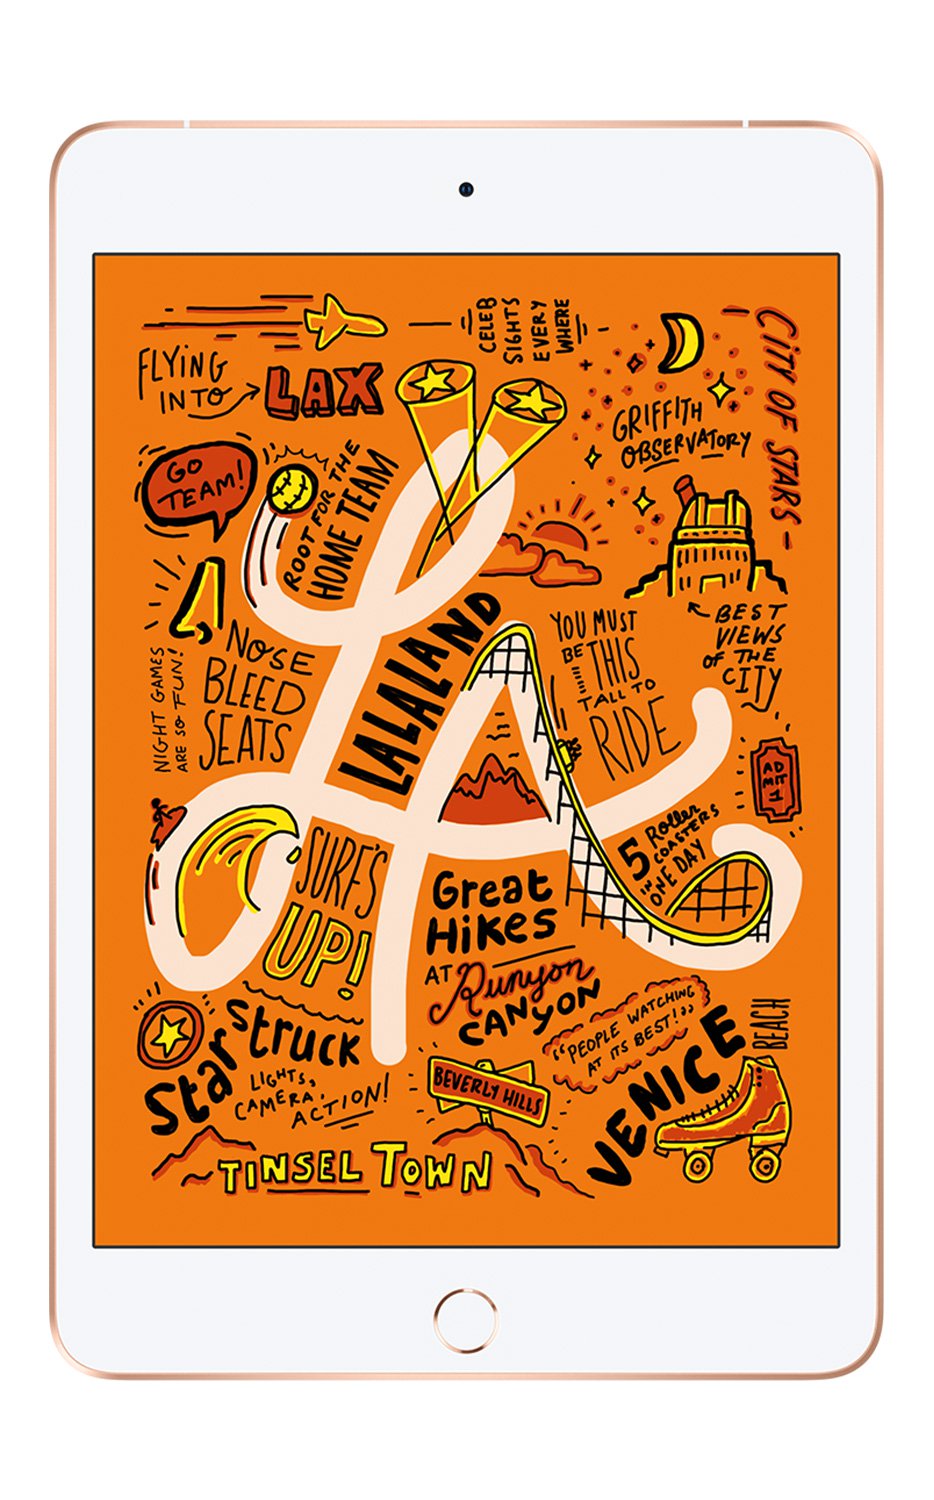 FLYING
INTO
LAX
CELEB
SIGHTS
EVERY
WHERE
CITY OF STARS
GRIFFITH
OBSERVATORY
GO
TEAM!
ROOT FOR THE
HOME TEAM
BEST
VIEWS
OF THE
CITY
NOSE
BLEED
SEATS
NIGHT GAMES
ARE SO FUN!
LALALAND
LA
YOU MUST
BE THIS
TALL TO
RIDE
ADMIT
1
5 ROLLER
COASTERS
IN ONE DAY
SURF'S
UP!
Great
HIKES
AT Runyon
CANYON
"PEOPLE WATCHING
AT ITS BEST!"
VENICE
BEACH
Star struck
LIGHTS,
CAMERA,
ACTION!
BEVERLY HILLS
TINSEL TOWN